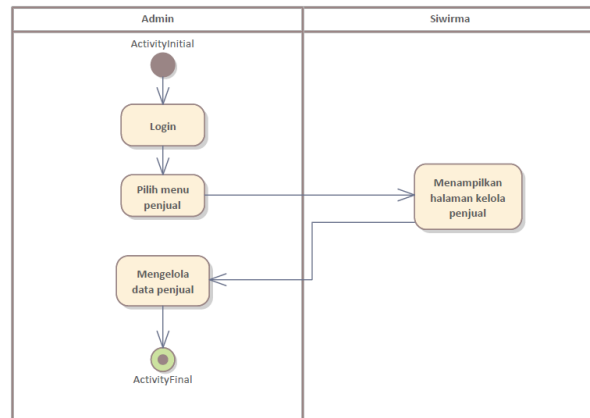 Admin
Siwirma
ActivityInitial
Login
Pilih menu
penjual
Menampilkan
halaman kelola
penjual
Mengelola
data penjual
ActivityFinal